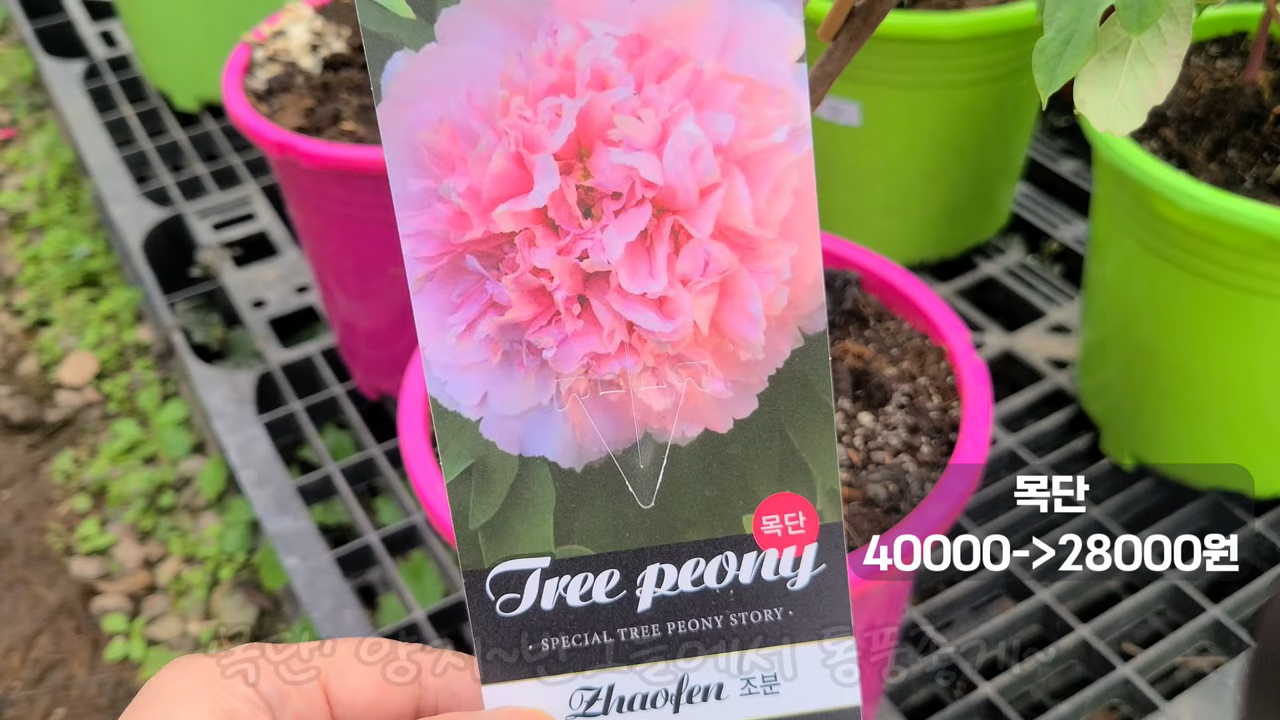 목단
Tree peony
· SPECIAL TREE PEONY STORY ·
Zhaofen 조분
목단
40000->28000원